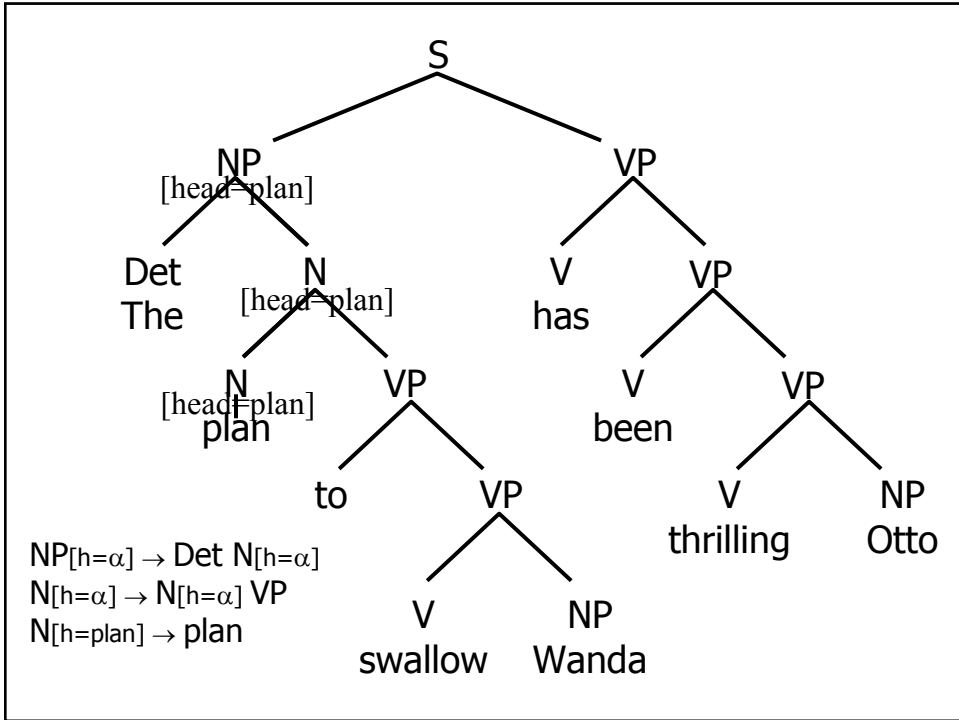 S
NP VP
[head=plan]
Det N V VP
The [head=plan] has
N VP V VP
[head=plan]
plan been
to VP V NP
thrilling Otto
NP[h=α] → Det N[h=α]
N[h=α] → N[h=α] VP
N[h=plan] → plan
V NP
swallow Wanda